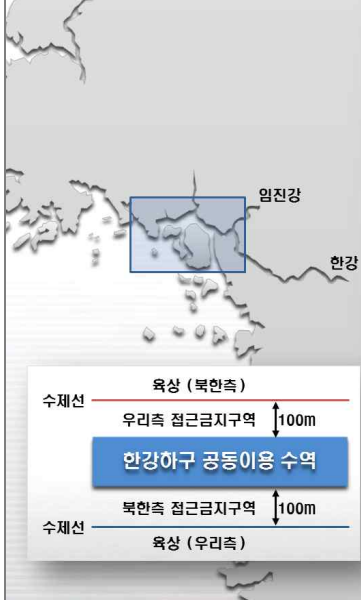 임진강
한강
육상 (북한측)
수제선
우리측 접근금지구역 100m
한강하구 공동이용 수역
북한측 접근금지구역 100m
수제선
육상 (우리측)